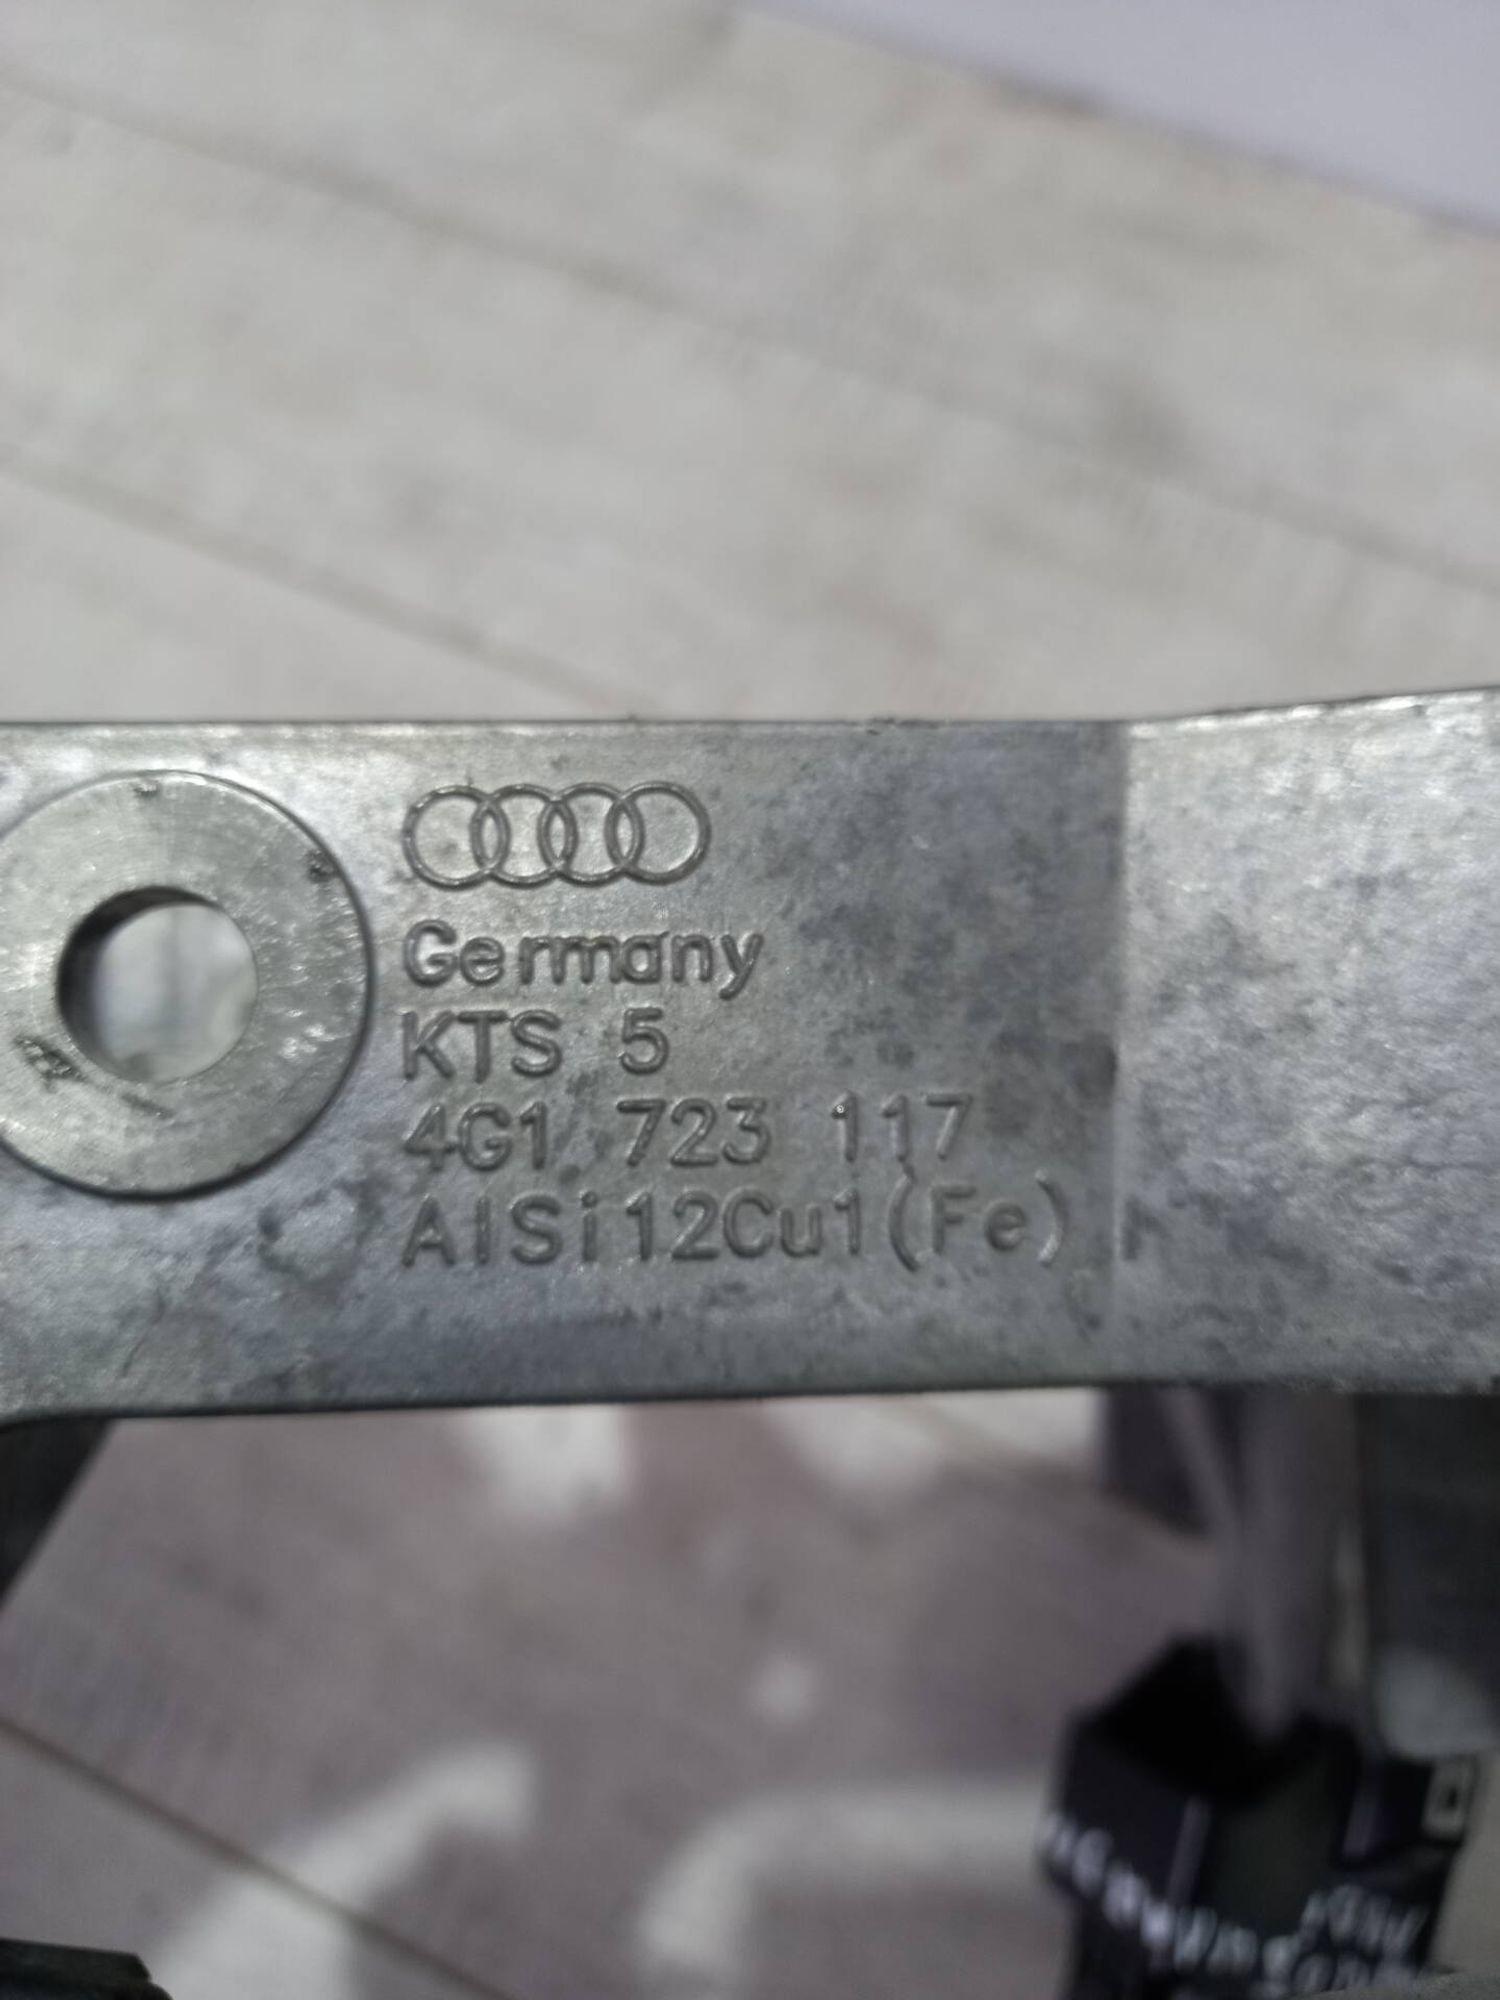 Germany
KTS 5
4G1 723 117
AlSi12Cu1(Fe)